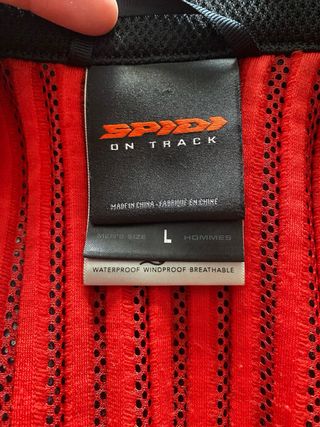 SPIDI
ON TRACK
MADE IN CHINA - FABRIQUÉ EN CHINE
MEN'S SIZE L HOMMES
WATERPROOF WINDPROOF BREATHABLE